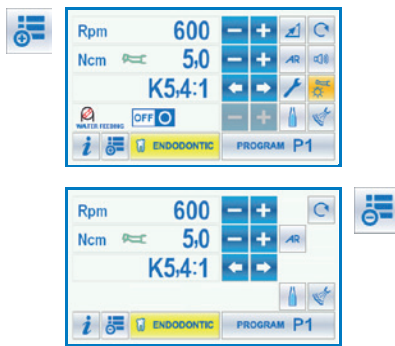 Rpm 600 − +
Ncm 5,0 − + AR
K5,4:1
WATER FEEDING OFF O − +
i ENDODONTIC PROGRAM P1
Rpm 600 − +
Ncm 5,0 − + AR
K5,4:1
i ENDODONTIC PROGRAM P1